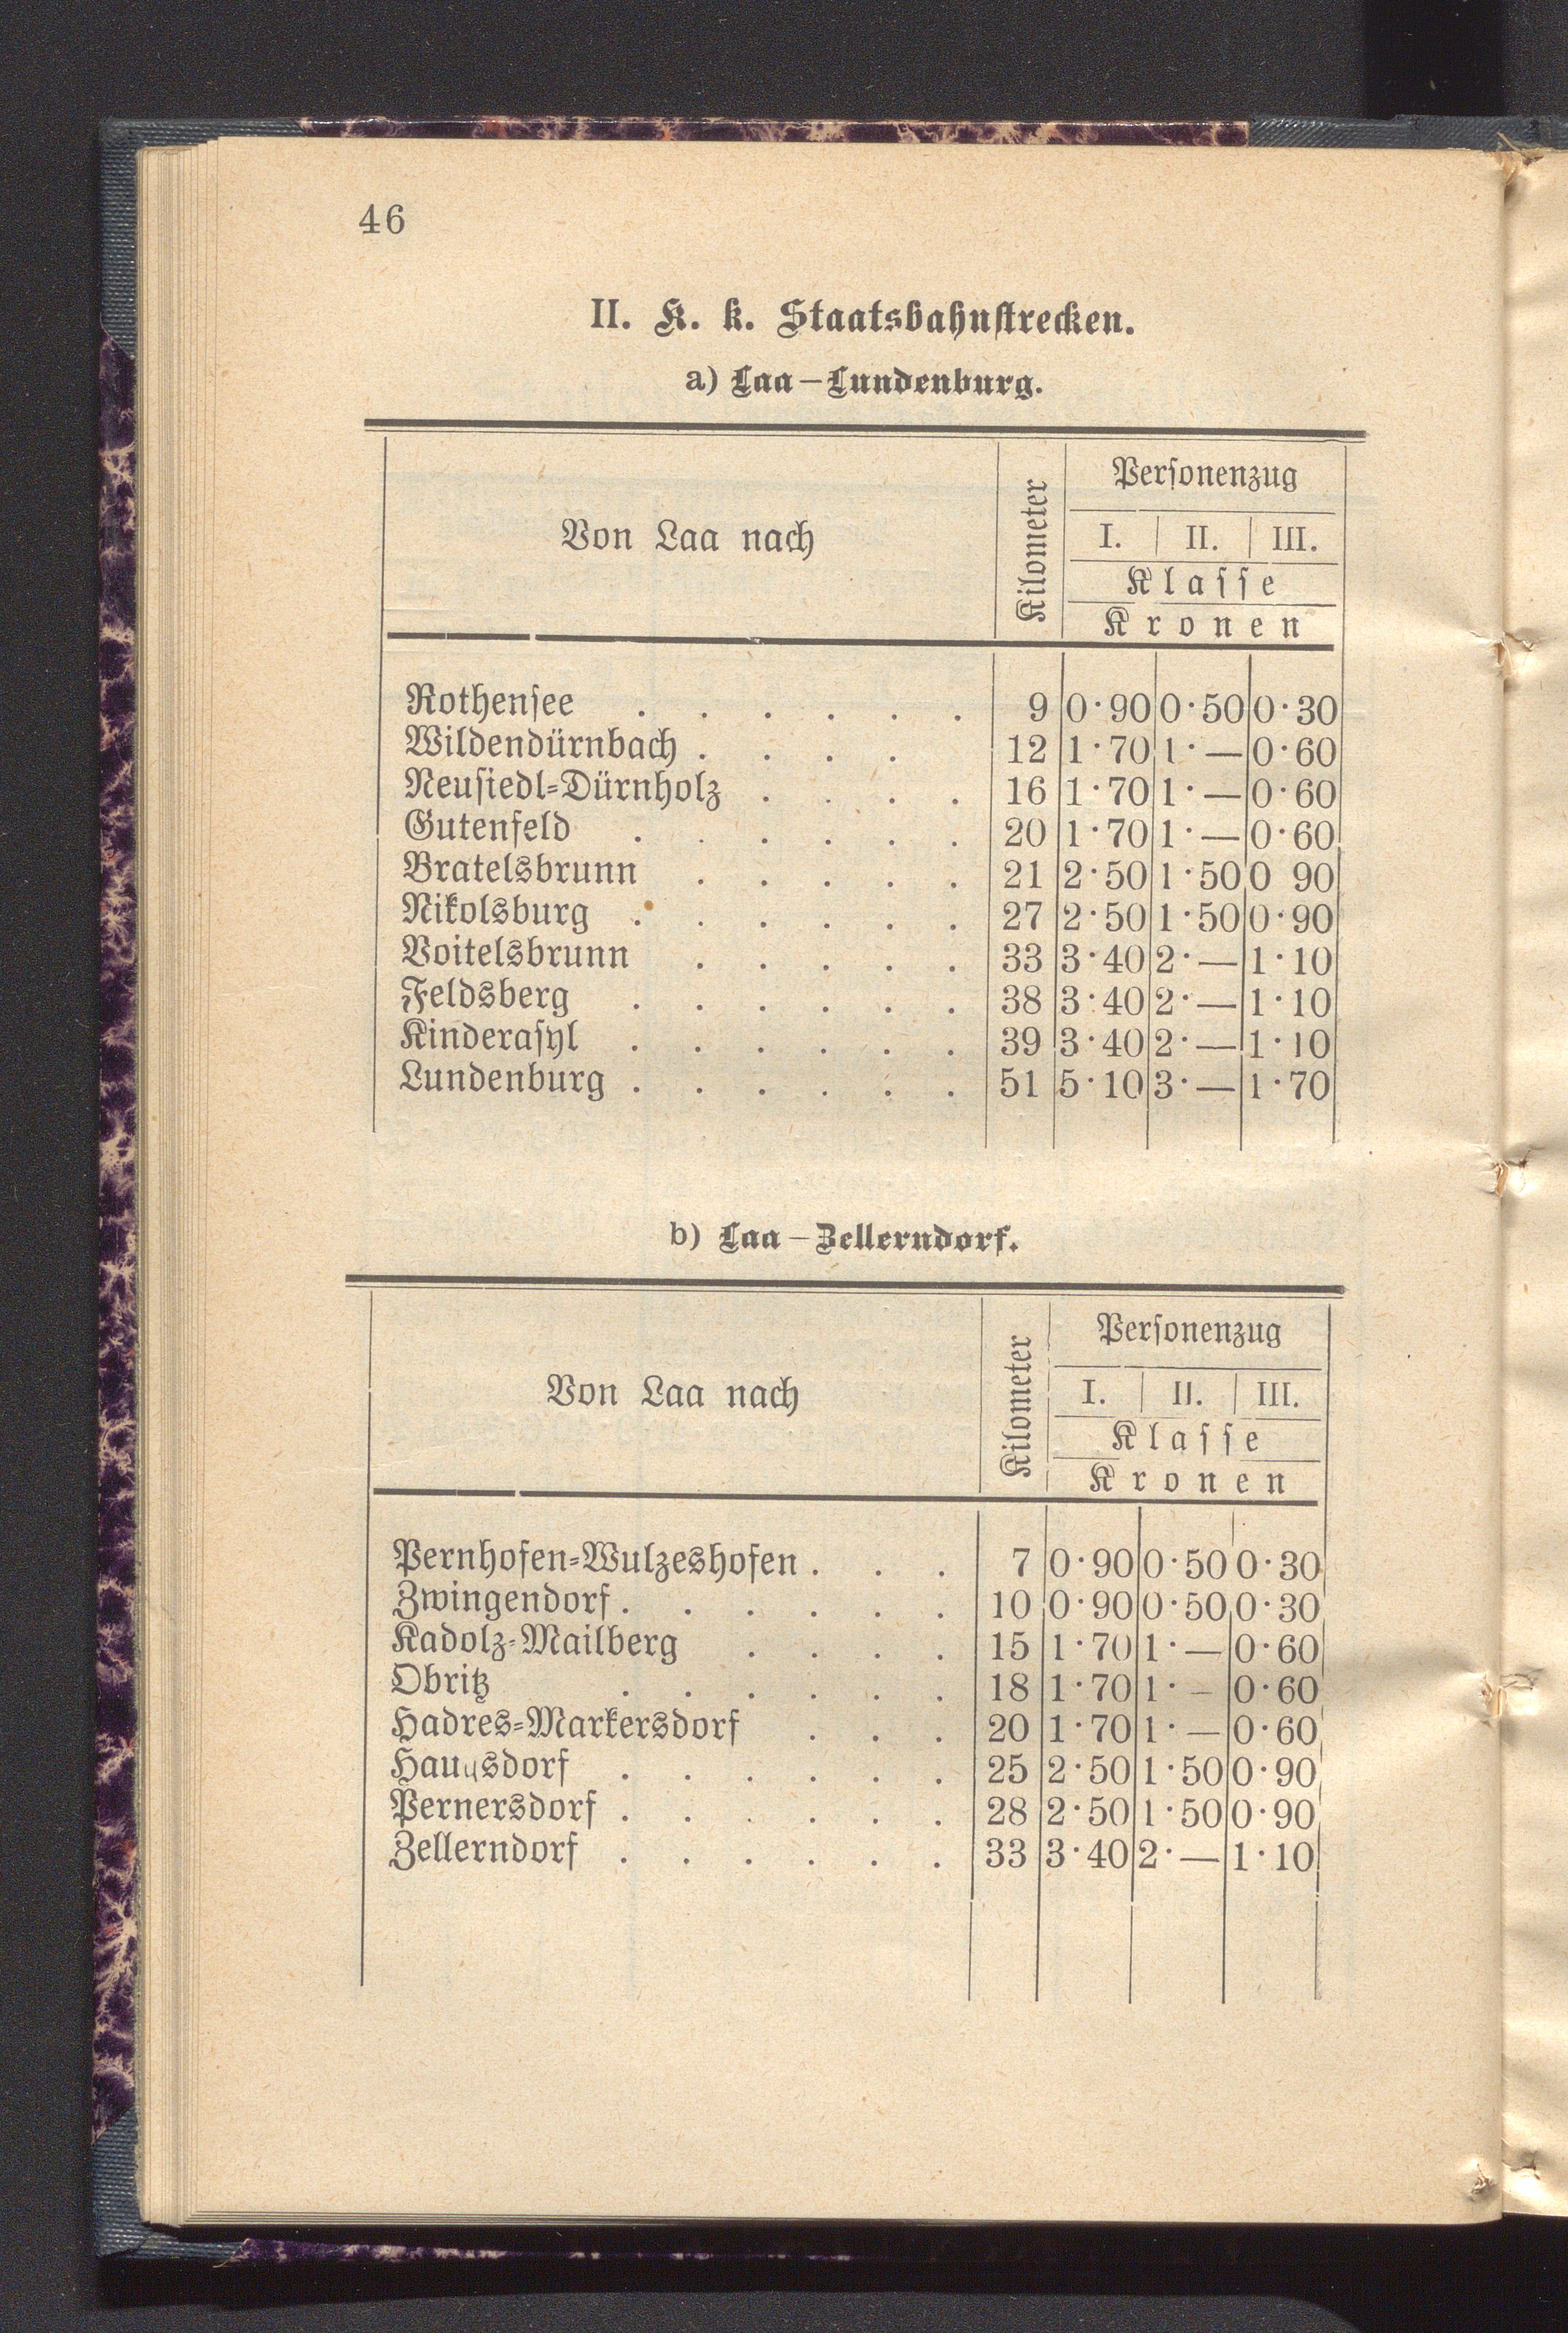 46
II. K. k. Staatsbahnstrecken.
a) Laa—Lundenburg.
Von Laa nach
Kilometer
Personenzug
I. II. III.
Klasse
Kronen
Rothensee . . . . . . 9 0·90 0·50 0·30
Wildendürnbach . . . . 12 1·70 1·— 0·60
Neusiedl-Dürnholz . . . . 16 1·70 1·— 0·60
Gutenfeld . . . . . . 20 1·70 1·— 0·60
Bratelsbrunn . . . . . 21 2·50 1·50 0 90
Nikolsburg . . . . . . 27 2·50 1·50 0·90
Voitelsbrunn . . . . . 33 3·40 2·— 1·10
Feldsberg . . . . . . 38 3·40 2·— 1·10
Kinderasyl . . . . . . 39 3·40 2·— 1·10
Lundenburg . . . . . . 51 5·10 3·— 1·70
b) Laa—Zellerndorf.
Von Laa nach
Kilometer
Personenzug
I. II. III.
Klasse
Kronen
Pernhofen-Wulzeshofen . . . 7 0·90 0·50 0·30
Zwingendorf . . . . . . 10 0·90 0·50 0·30
Kadolz-Mailberg . . . . 15 1·70 1·— 0·60
Obritz . . . . . . 18 1·70 1·— 0·60
Hadres-Markersdorf . . . 20 1·70 1·— 0·60
Haugsdorf . . . . . . 25 2·50 1·50 0·90
Pernersdorf . . . . . . 28 2·50 1·50 0·90
Zellerndorf . . . . . . 33 3·40 2·— 1·10